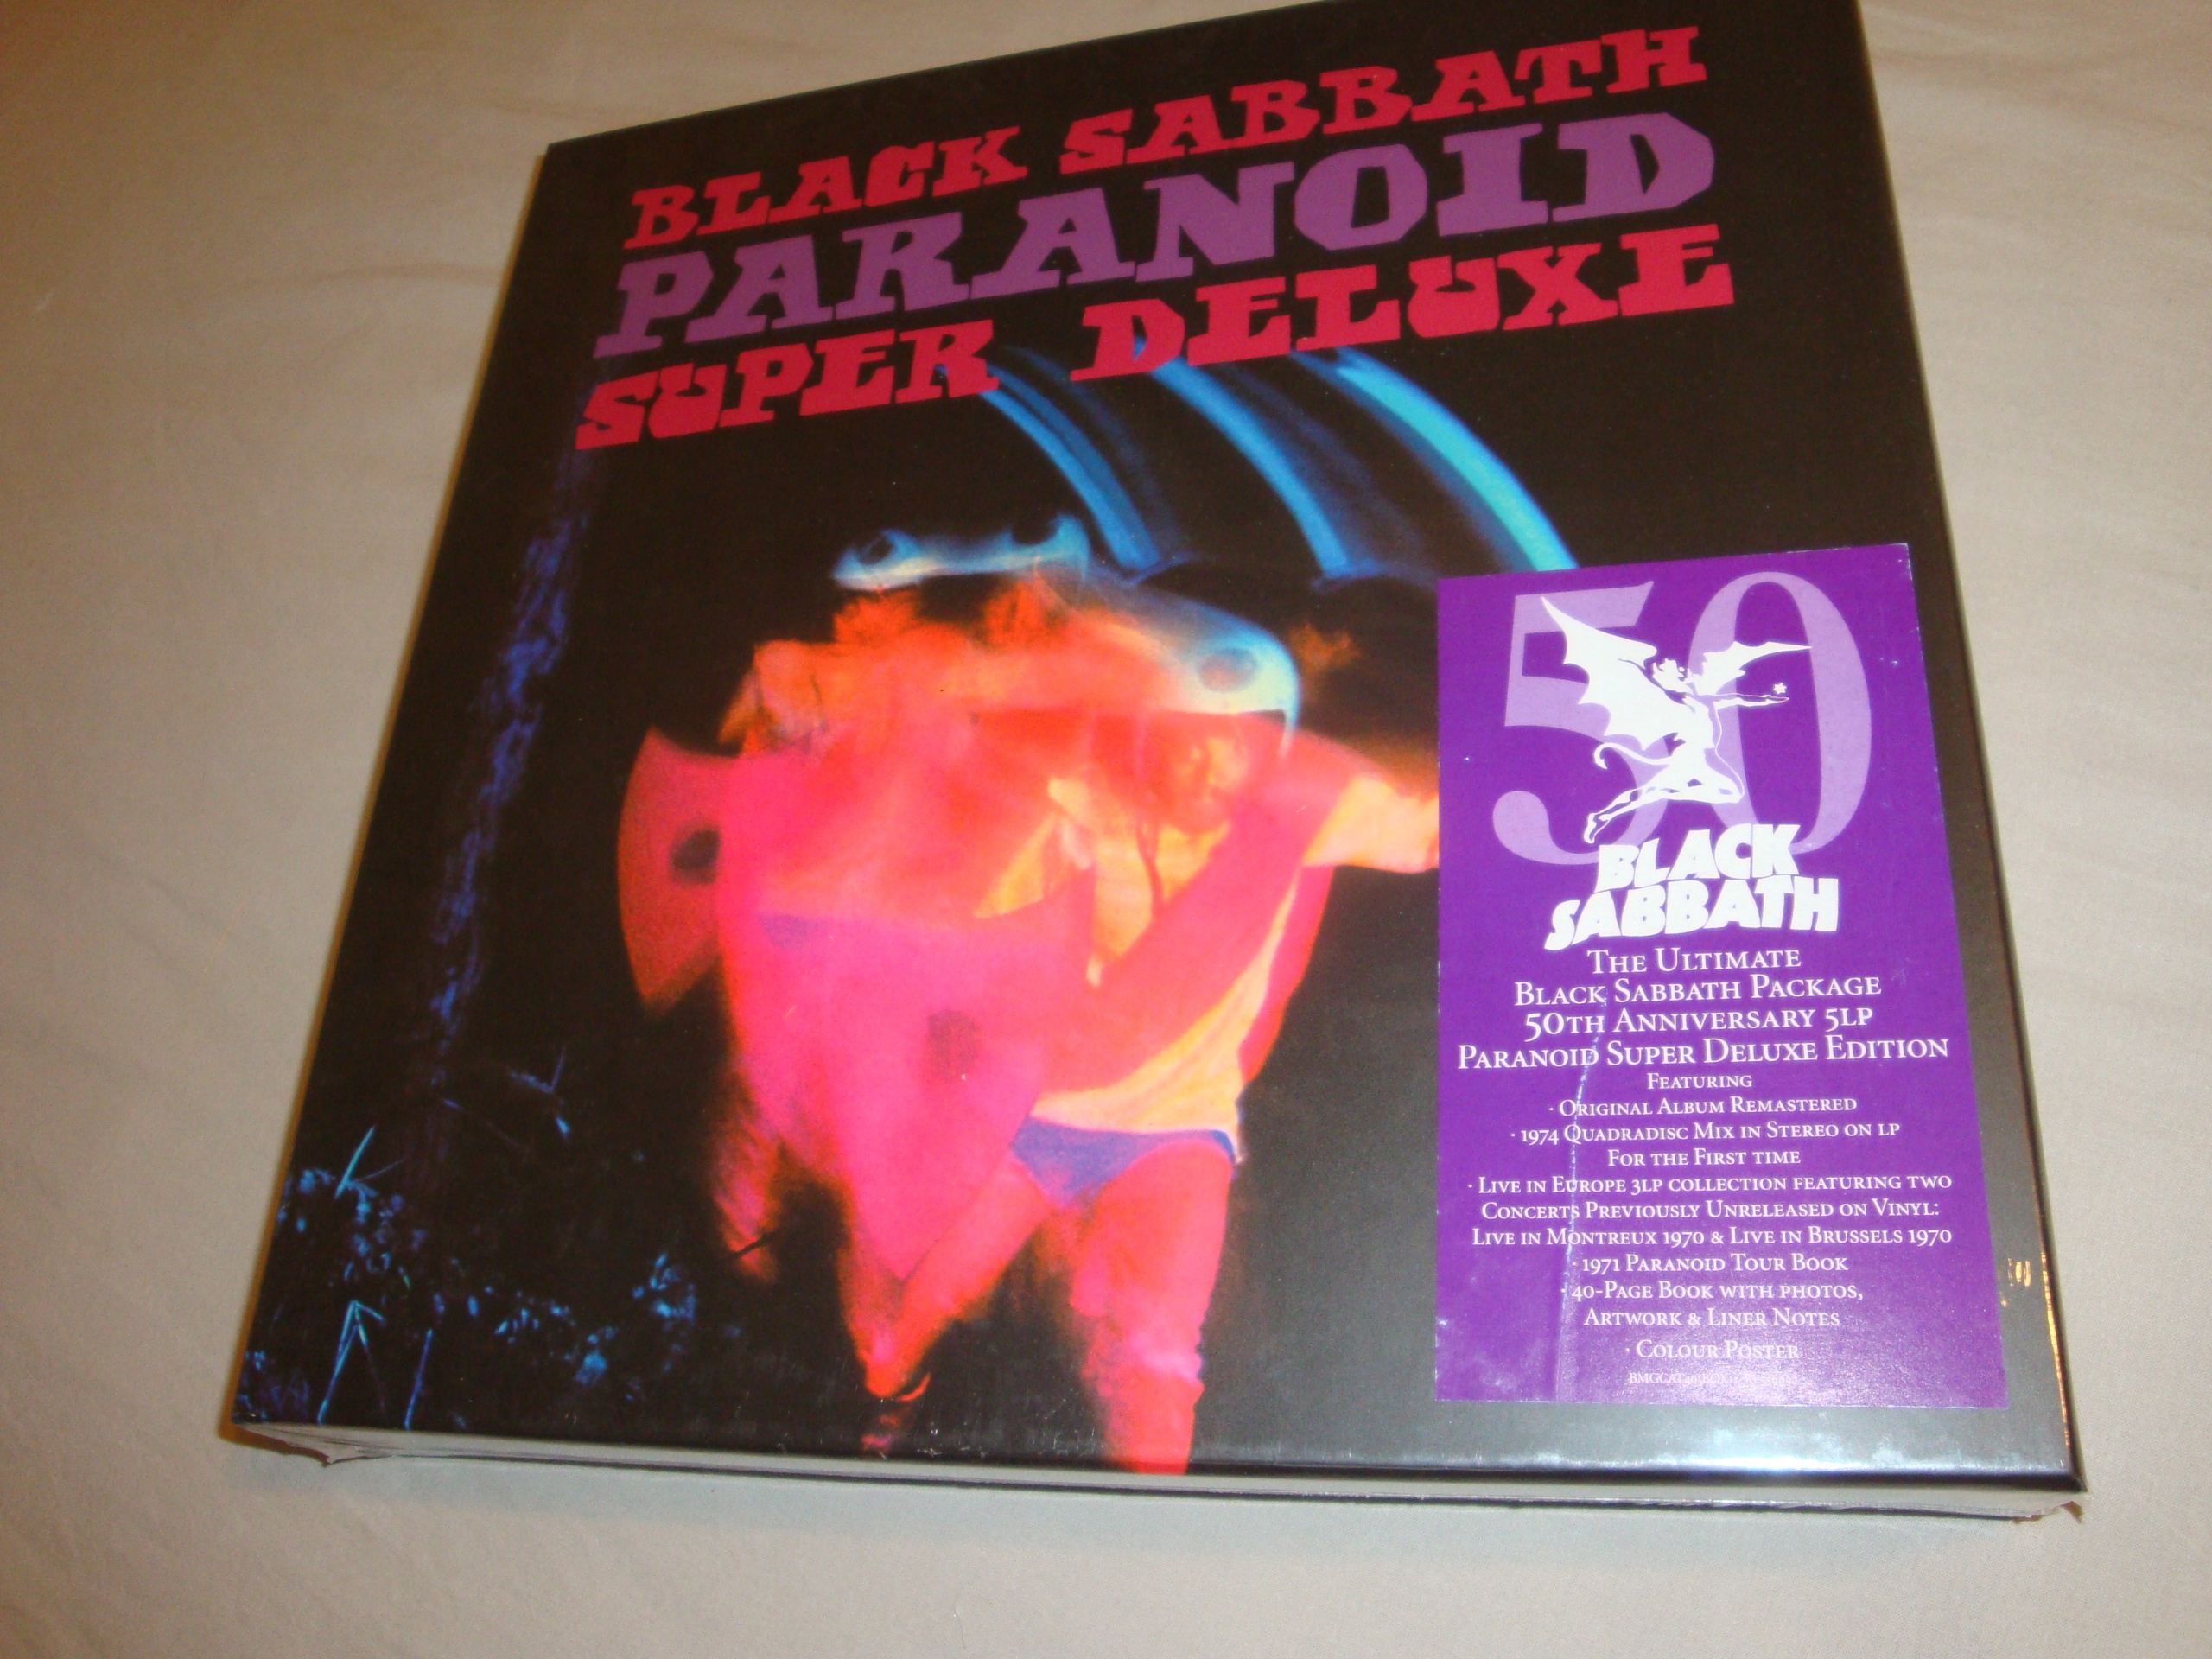 BLACK SABBATH
PARANOID
SUPER DELUXE
50
BLACK
SABBATH
The Ultimate
Black Sabbath Package
50th Anniversary 5LP
Paranoid Super Deluxe Edition
Featuring
· Original Album Remastered
· 1974 Quadradisc Mix in Stereo on LP
For the First time
· Live in Europe 3LP collection featuring two
Concerts Previously Unreleased on Vinyl:
Live in Montreux 1970 & Live in Brussels 1970
· 1971 Paranoid Tour Book
· 40-Page Book with photos,
Artwork & Liner Notes
· Colour Poster